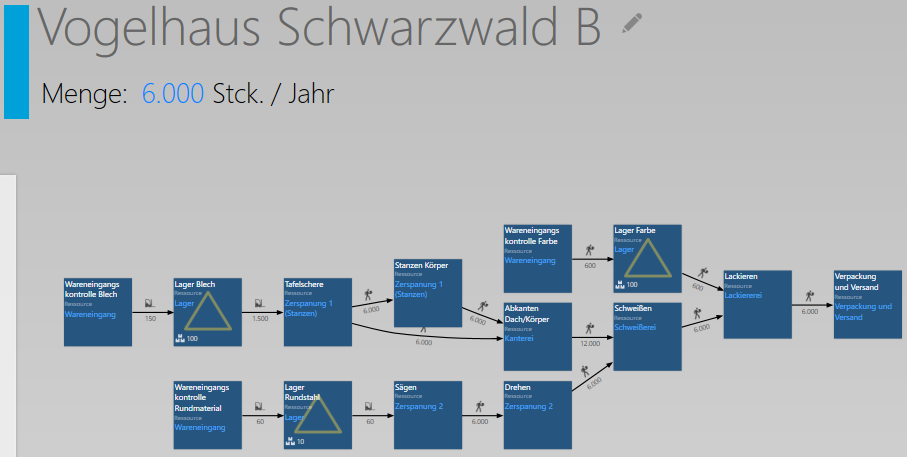 Vogelhaus Schwarzwald B
Menge: 6.000 Stck. / Jahr
Wareneingangs
kontrolle Farbe
Ressource
Wareneingang
600
Lager Farbe
Ressource
Lager
100
600
Wareneingangs
kontrolle Blech
Ressource
Wareneingang
150
Lager Blech
Ressource
Lager
100
1.500
Tafelschere
Ressource
Zerspanung 1
(Stanzen)
6.000
6.000
Stanzen Körper
Ressource
Zerspanung 1
(Stanzen)
6.000
Abkanten
Dach/Körper
Ressource
Kanterei
12.000
Schweißen
Ressource
Schweißerei
6.000
Lackieren
Ressource
Lackiererei
6.000
Verpackung
und Versand
Ressource
Verpackung und
Versand
Wareneingangs
kontrolle
Rundmaterial
Ressource
Wareneingang
60
Lager
Rundstahl
Ressource
Lager
10
60
Sägen
Ressource
Zerspanung 2
6.000
Drehen
Ressource
Zerspanung 2
6.000